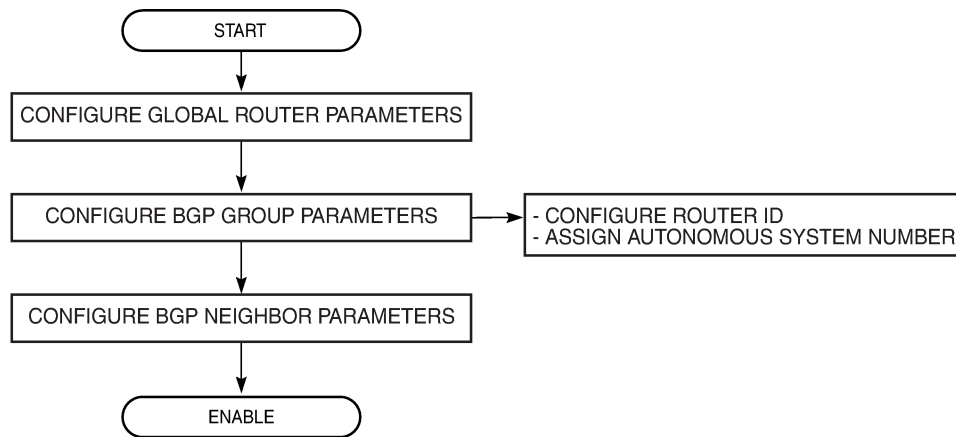 START
CONFIGURE GLOBAL ROUTER PARAMETERS
CONFIGURE BGP GROUP PARAMETERS
- CONFIGURE ROUTER ID
- ASSIGN AUTONOMOUS SYSTEM NUMBER
CONFIGURE BGP NEIGHBOR PARAMETERS
ENABLE